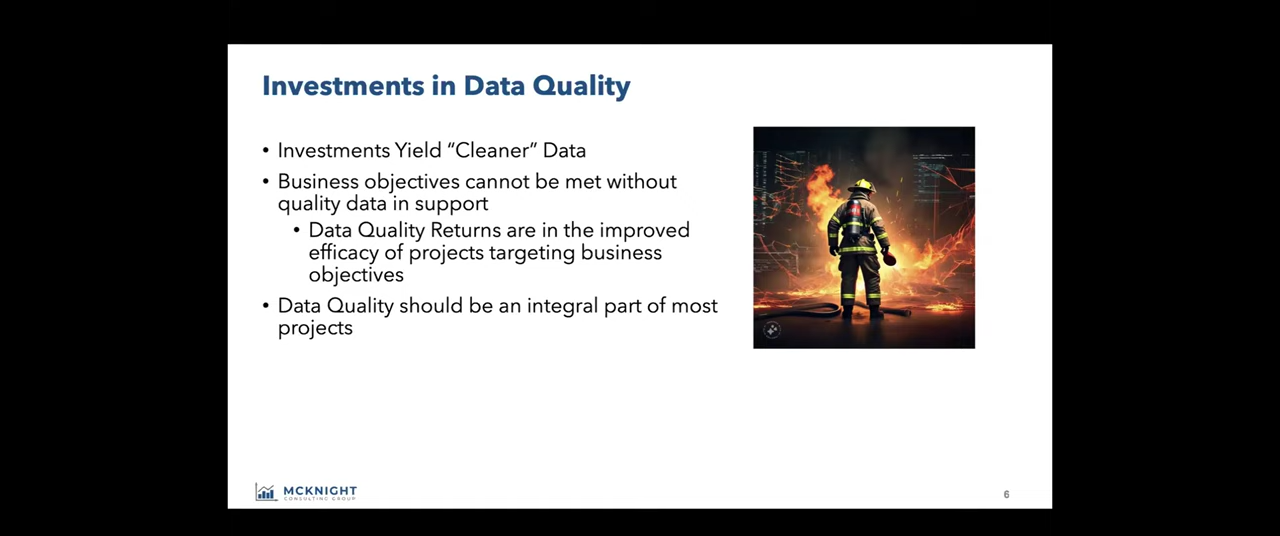 Investments in Data Quality
• Investments Yield “Cleaner” Data
• Business objectives cannot be met without
quality data in support
• Data Quality Returns are in the improved
efficacy of projects targeting business
objectives
• Data Quality should be an integral part of most
projects
MCKNIGHT
CONSULTING GROUP
6